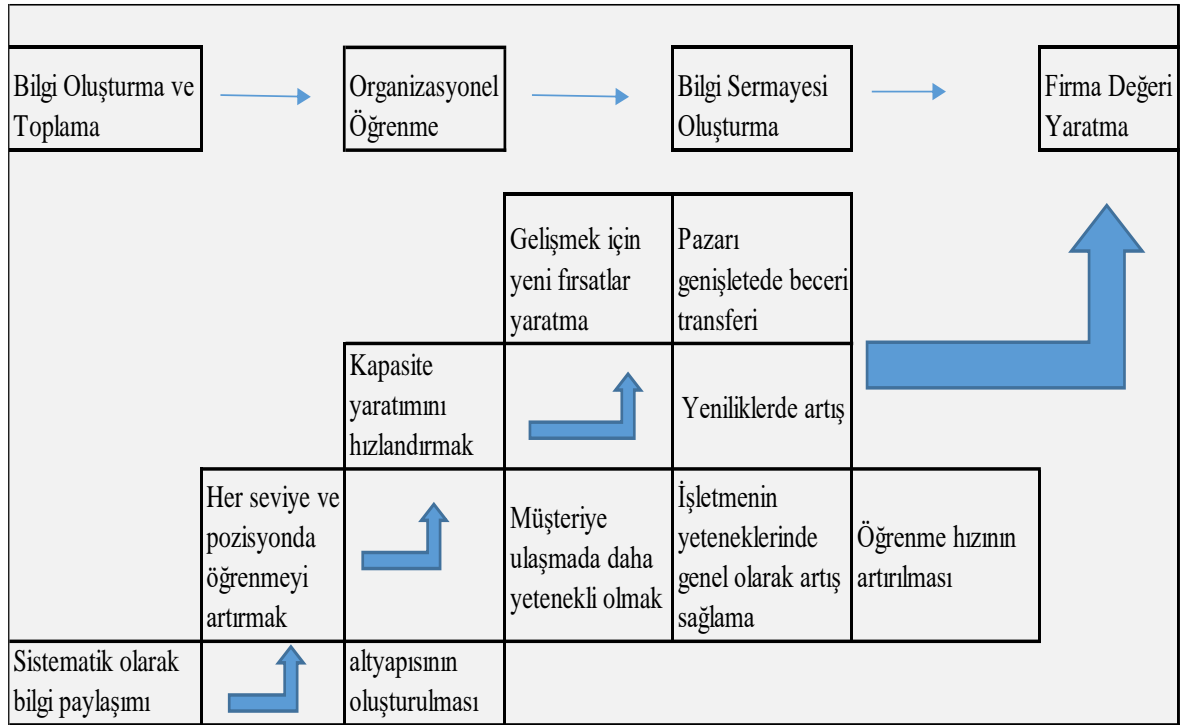 Bilgi Oluşturma ve
Toplama
Organizasyonel
Öğrenme
Bilgi Sermayesi
Oluşturma
Firma Değeri
Yaratma
Gelişmek için
yeni fırsatlar
yaratma
Pazarı
genişletede beceri
transferi
Kapasite
yaratımını
hızlandırmak
Yeniliklerde artış
Her seviye ve
pozisyonda
öğrenmeyi
artırmak
Müşteriye
ulaşmada daha
yetenekli olmak
İşletmenin
yeteneklerinde
genel olarak artış
sağlama
Öğrenme hızının
artırılması
Sistematik olarak
bilgi paylaşımı
altyapısının
oluşturulması